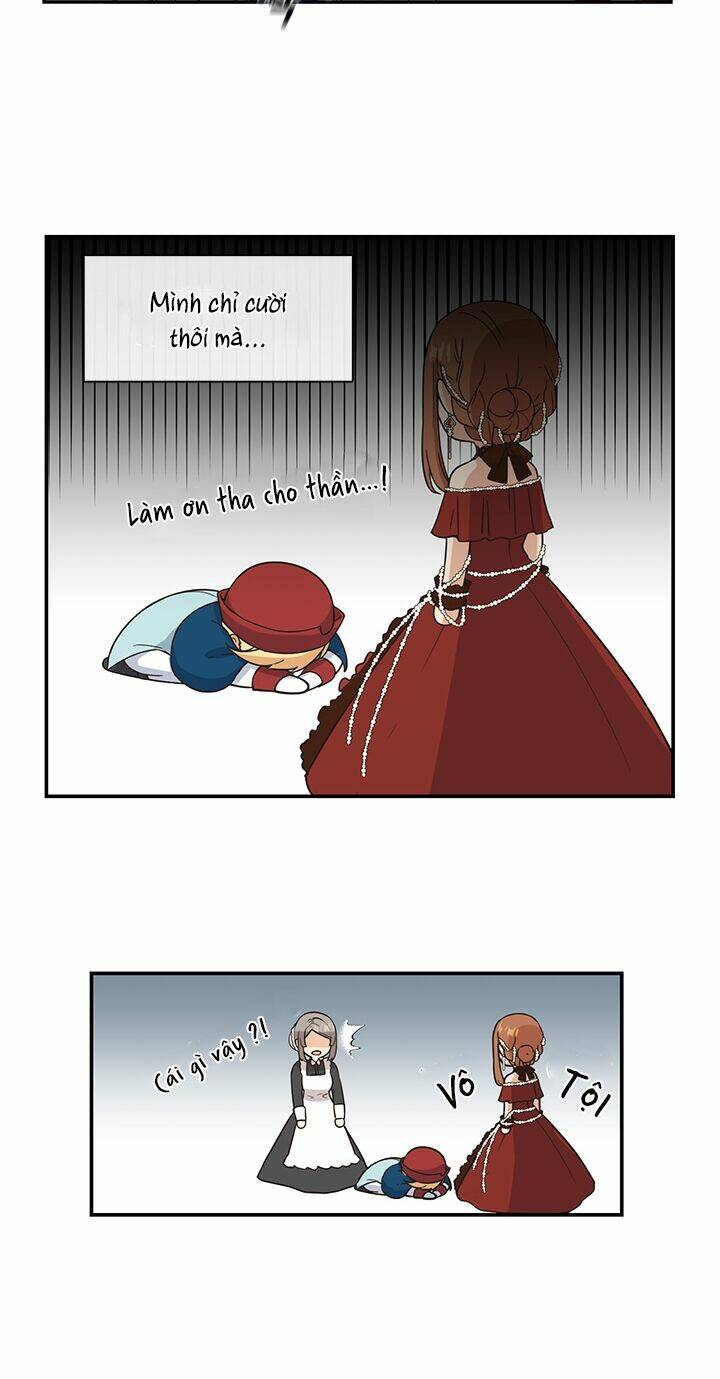 Mình chỉ cười
thôi mà...
Làm ơn tha cho thần...!
Cái gì vậy ?!
Vô
Tội